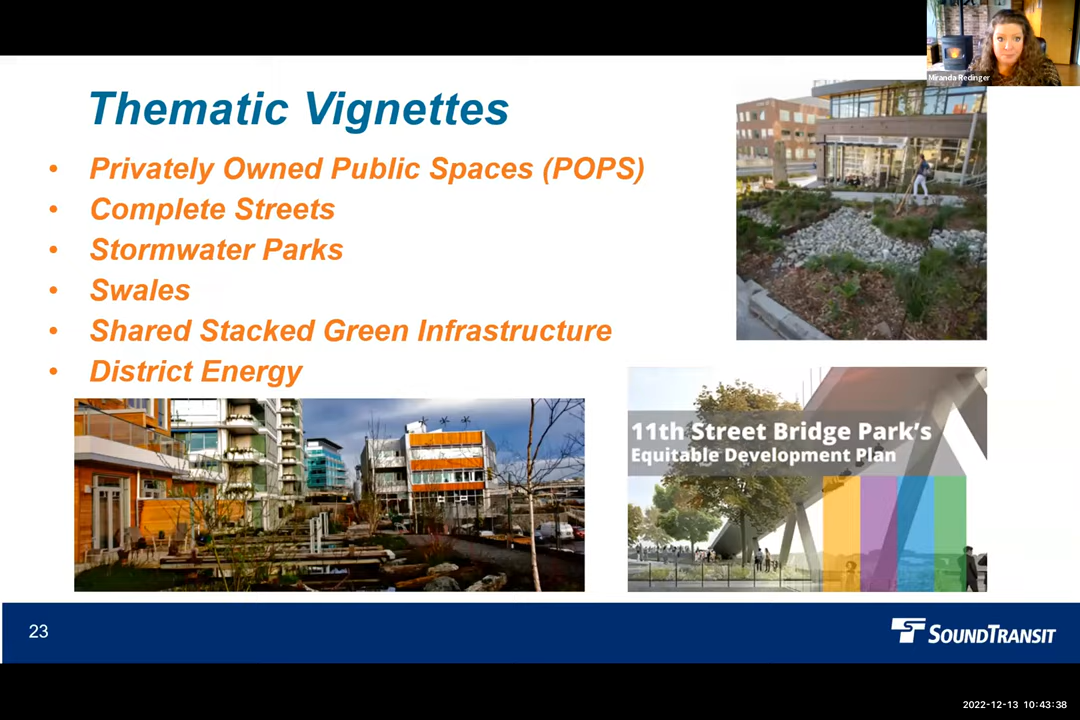 Miranda Redinger
Thematic Vignettes
• Privately Owned Public Spaces (POPS)
• Complete Streets
• Stormwater Parks
• Swales
• Shared Stacked Green Infrastructure
• District Energy
11th Street Bridge Park's
Equitable Development Plan
23
SOUNDTRANSIT
2022-12-13 10:43:38